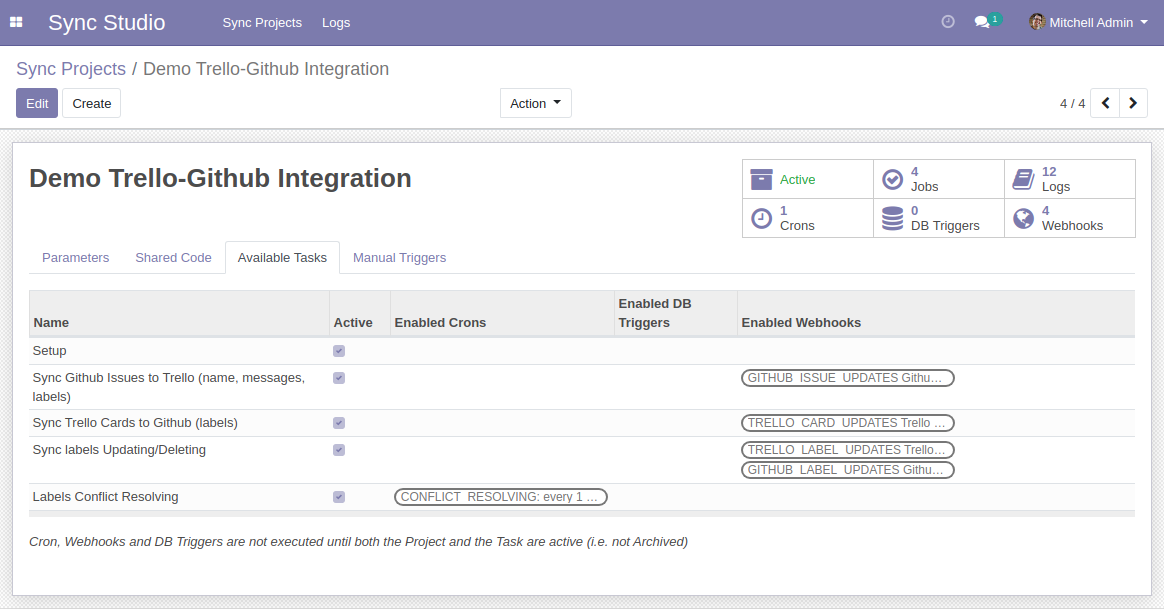 Sync Studio
Sync Projects
Logs
1
Mitchell Admin
Sync Projects / Demo Trello-Github Integration
Edit
Create
Action
4 / 4
Demo Trello-Github Integration
Active
4
Jobs
12
Logs
1
Crons
0
DB Triggers
4
Webhooks
Parameters
Shared Code
Available Tasks
Manual Triggers
Name
Active
Enabled Crons
Enabled DB
Triggers
Enabled Webhooks
Setup
Sync Github Issues to Trello (name, messages,
labels)
GITHUB_ISSUE_UPDATES Githu…
Sync Trello Cards to Github (labels)
TRELLO_CARD_UPDATES Trello …
Sync labels Updating/Deleting
TRELLO_LABEL_UPDATES Trello…
GITHUB_LABEL_UPDATES Githu…
Labels Conflict Resolving
CONFLICT_RESOLVING: every 1 …
Cron, Webhooks and DB Triggers are not executed until both the Project and the Task are active (i.e. not Archived)